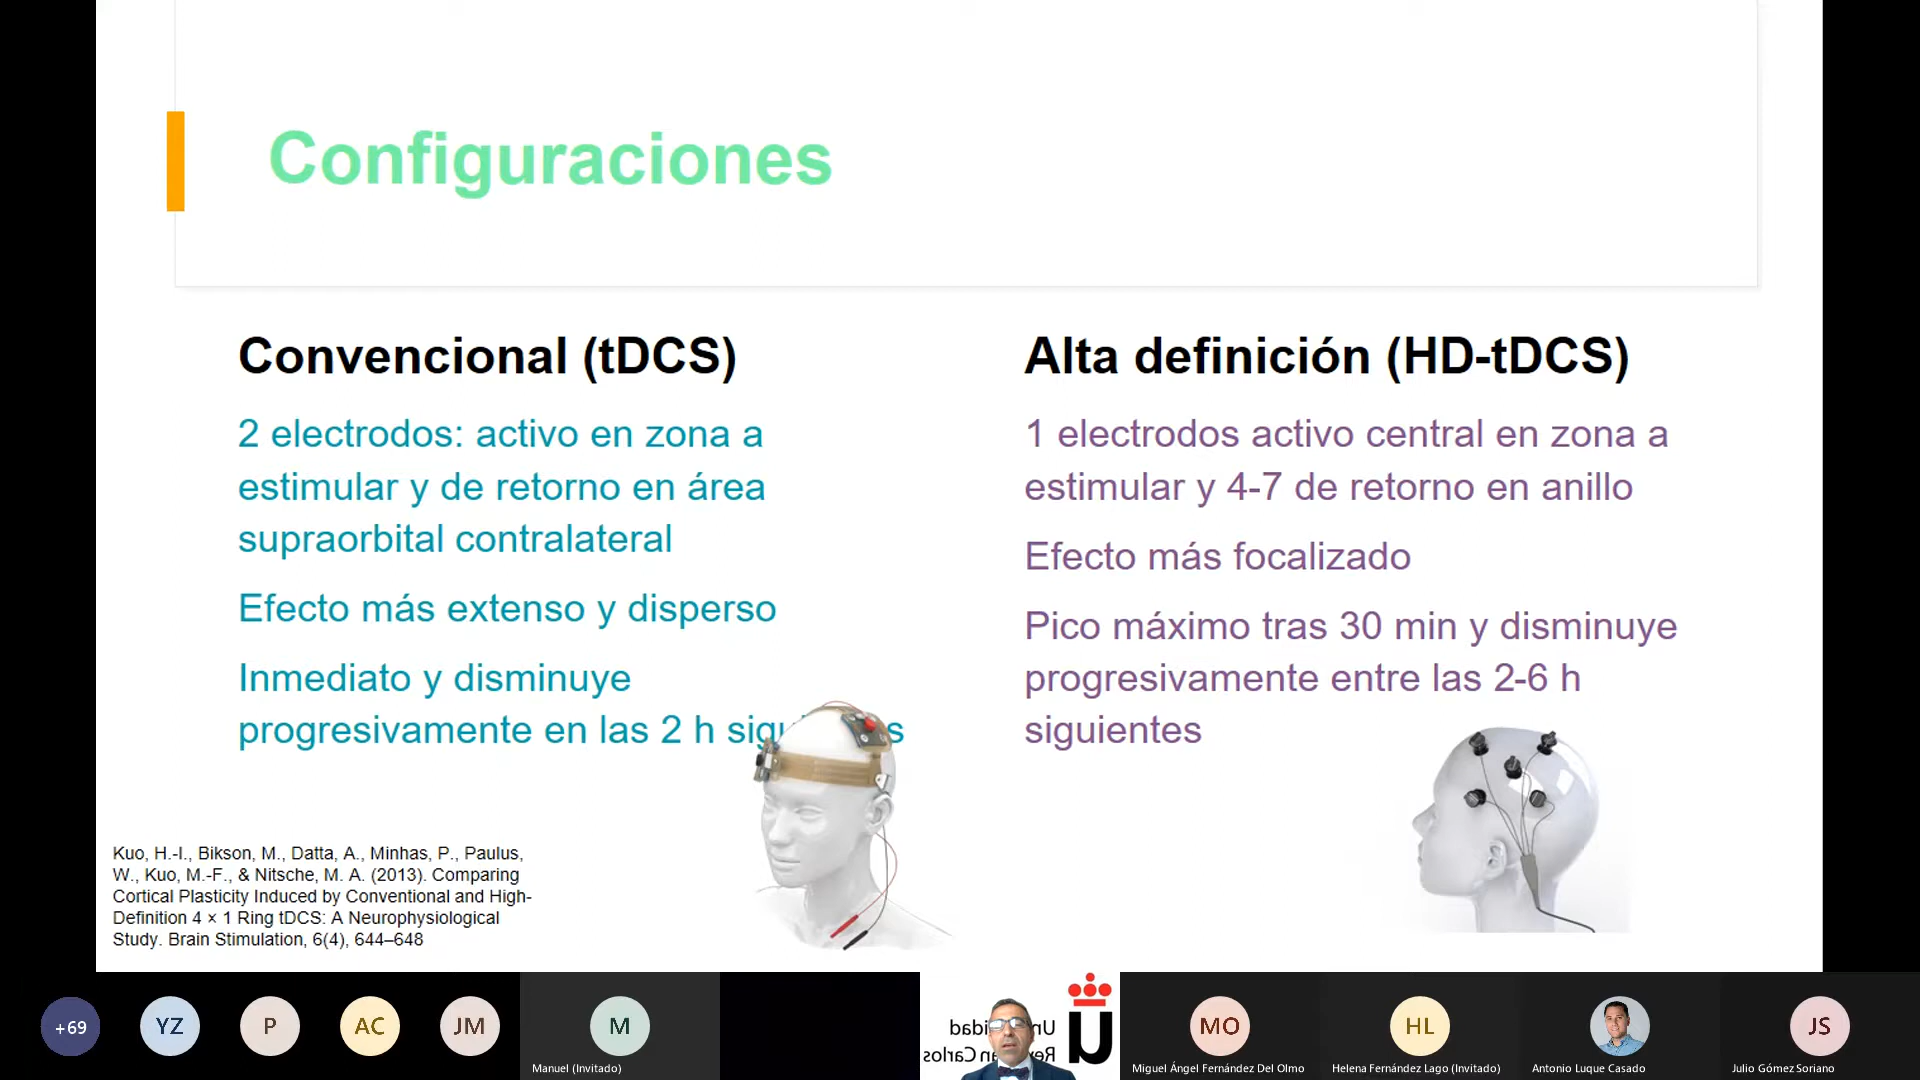 Configuraciones
Convencional (tDCS)
2 electrodos: activo en zona a
estimular y de retorno en área
supraorbital contralateral
Efecto más extenso y disperso
Inmediato y disminuye
progresivamente en las 2 h
Alta definición (HD-tDCS)
1 electrodos activo central en zona a
estimular y 4-7 de retorno en anillo
Efecto más focalizado
Pico máximo tras 30 min y disminuye
progresivamente entre las 2-6 h
siguientes
Kuo, H.-I., Bikson, M., Datta, A., Minhas, P., Paulus,
W., Kuo, M.-F., & Nitsche, M. A. (2013). Comparing
Cortical Plasticity Induced by Conventional and High-
Definition 4 × 1 Ring tDCS: A Neurophysiological
Study. Brain Stimulation, 6(4), 644–648
+69
YZ
P
AC
JM
M
Manuel (Invitado)
U
MO
Miguel Ángel Fernández Del Olmo
HL
Helena Fernández Lago (Invitado)
Antonio Luque Casado
JS
Julio Gómez Soriano